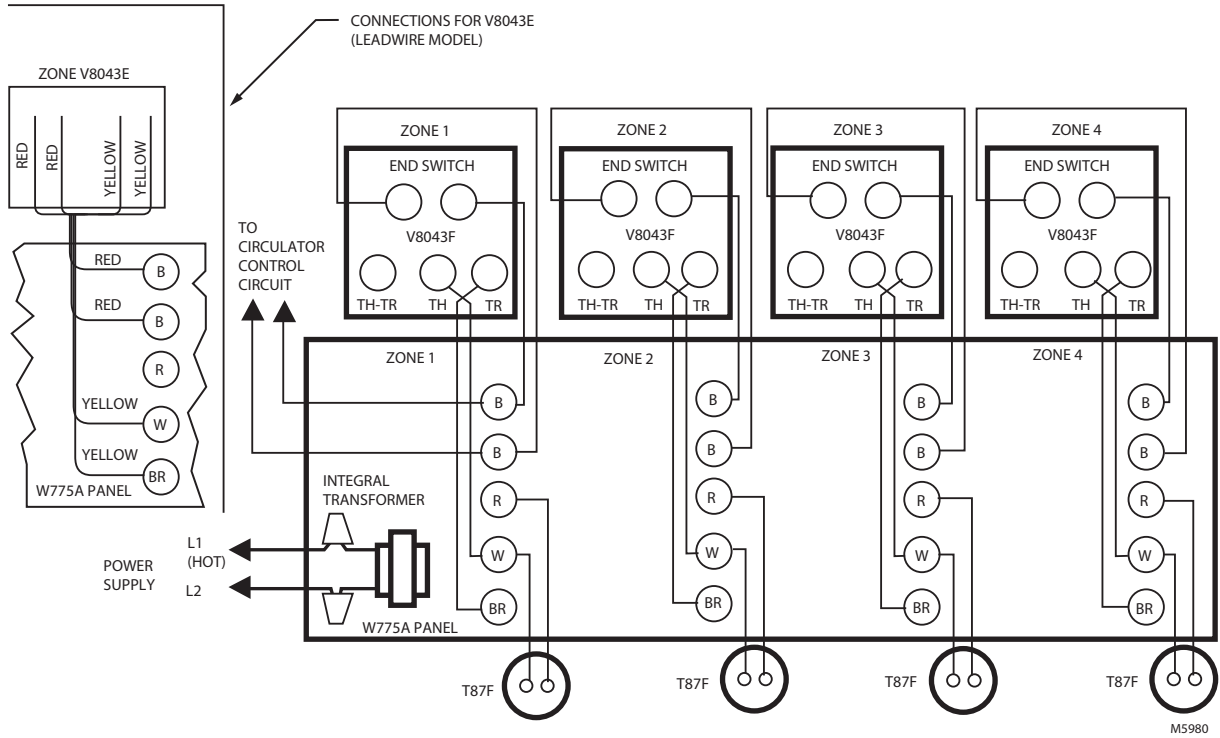 CONNECTIONS FOR V8043E
(LEADWIRE MODEL)
ZONE V8043E
RED
RED
YELLOW
YELLOW
RED
B
RED
B
R
YELLOW
W
YELLOW
BR
W775A PANEL
TO
CIRCULATOR
CONTROL
CIRCUIT
ZONE 1
END SWITCH
V8043F
TH-TR
TH
TR
ZONE 2
END SWITCH
V8043F
TH-TR
TH
TR
ZONE 3
END SWITCH
V8043F
TH-TR
TH
TR
ZONE 4
END SWITCH
V8043F
TH-TR
TH
TR
ZONE 1
B
B
R
W
BR
ZONE 2
B
B
R
W
BR
ZONE 3
B
B
R
W
BR
ZONE 4
B
B
R
W
BR
INTEGRAL
TRANSFORMER
POWER
SUPPLY
L1
(HOT)
L2
W775A PANEL
T87F
T87F
T87F
T87F
M5980